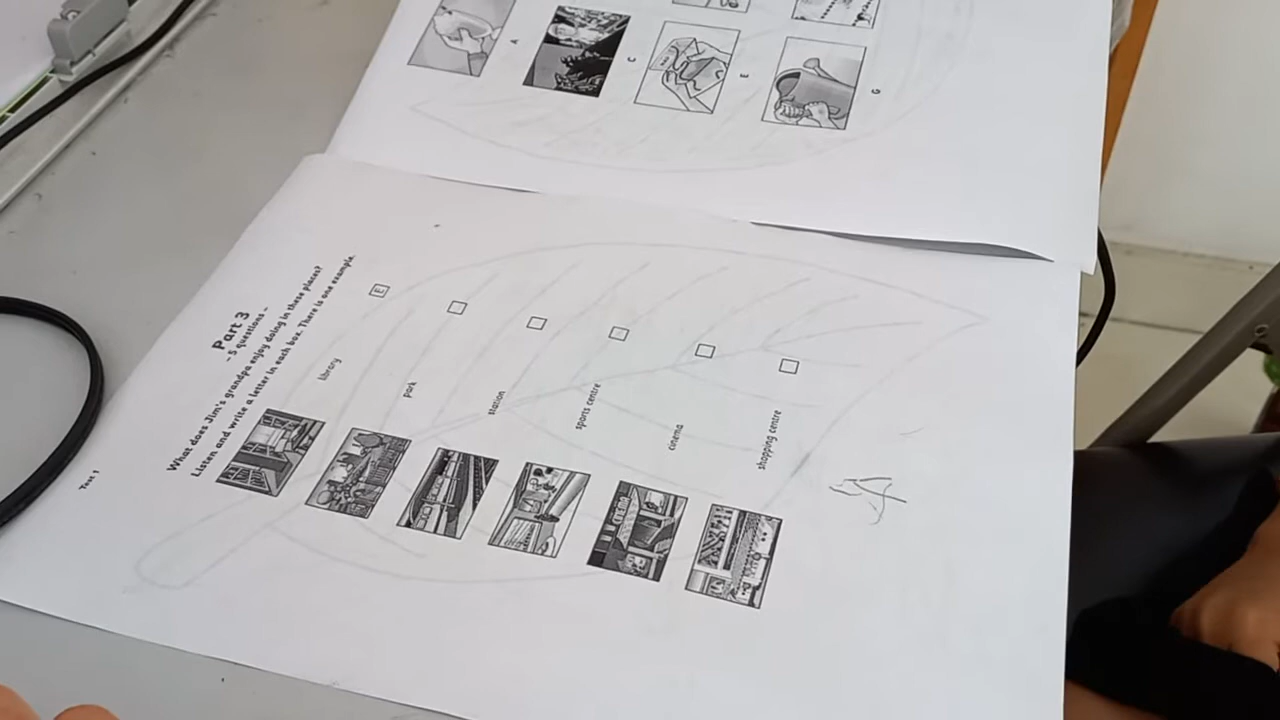 Test 1
Part 3
– 5 questions –
What does Jim's grandpa enjoy doing in these places?
Listen and write a letter in each box. There is one example.
library
E
park
station
sports centre
cinema
shopping centre
A
C
E
G